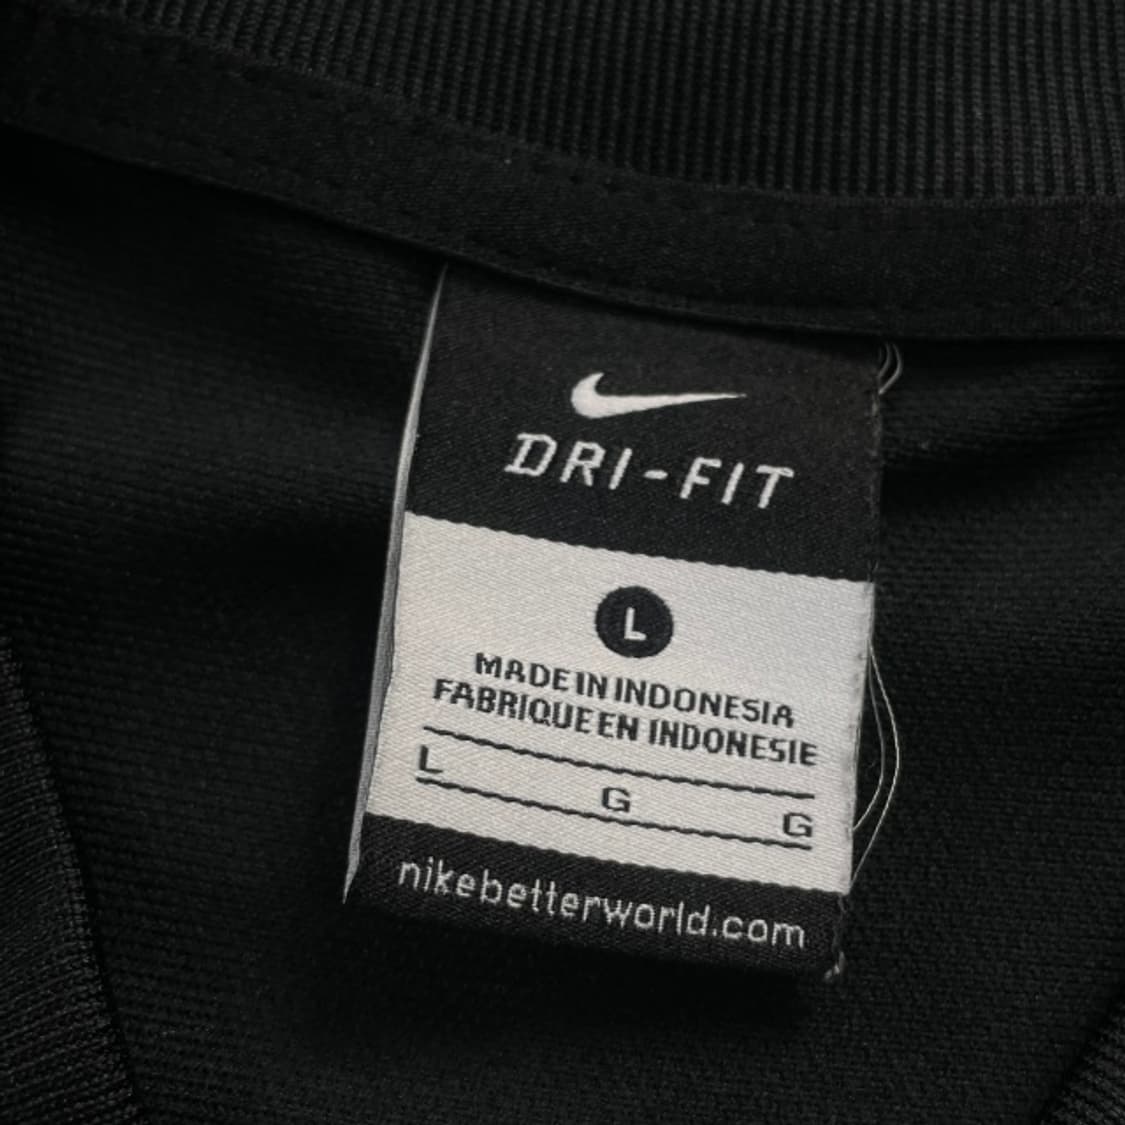 DRI-FIT
L
MADE IN INDONESIA
FABRIQUE EN INDONESIE
L G G
nikebetterworld.com